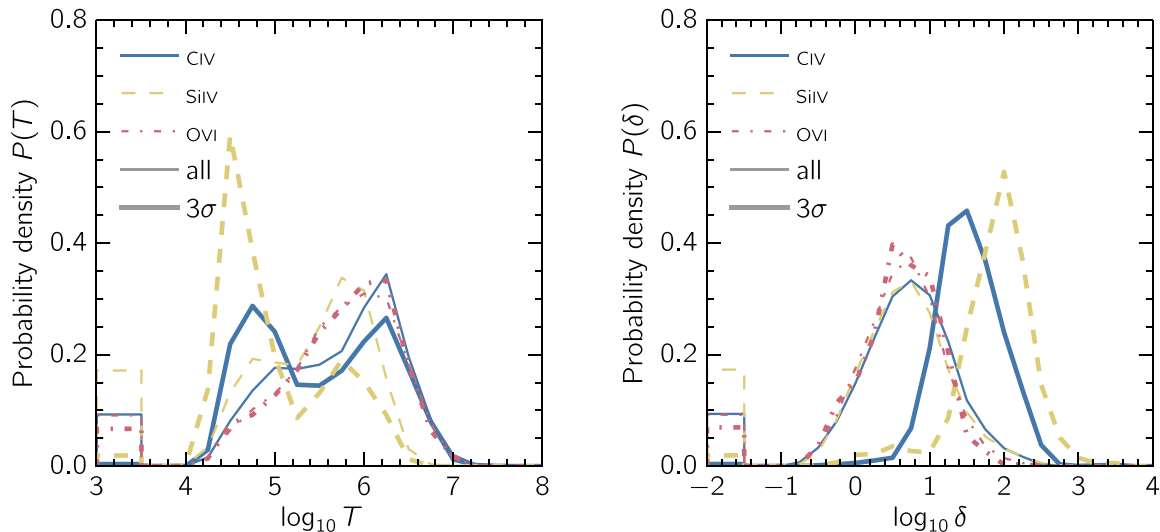 0.8
0.6
0.4
0.2
0.0
Probability density P(T)
CIV
SiIV
OVI
all
3σ
3 4 5 6 7 8
log₁₀ T
0.8
0.6
0.4
0.2
0.0
Probability density P(δ)
CIV
SiIV
OVI
all
3σ
−2 −1 0 1 2 3 4
log₁₀ δ